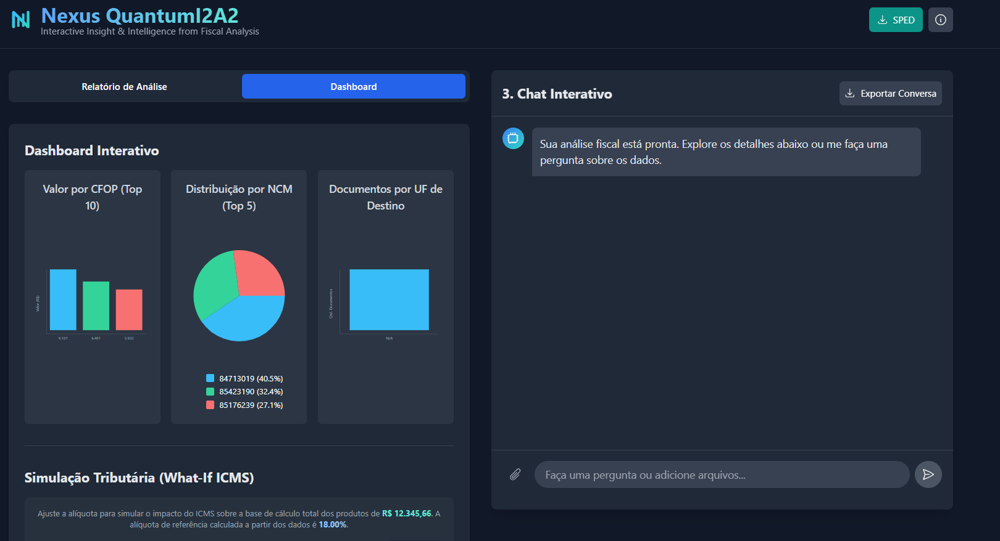 Nexus QuantumI2A2
Interactive Insight & Intelligence from Fiscal Analysis
SPED
Relatório de Análise
Dashboard
Dashboard Interativo
Valor por CFOP (Top
10)
Valor (R$)
6.101
6.401
5.933
Distribuição por NCM
(Top 5)
84713019 (40.5%)
85423190 (32.4%)
85176239 (27.1%)
Documentos por UF de
Destino
Qtd. Documentos
N/A
Simulação Tributária (What-If ICMS)
Ajuste a alíquota para simular o impacto do ICMS sobre a base de cálculo total dos produtos de R$ 12.345,66. A
alíquota de referência calculada a partir dos dados é 18.00%.
3. Chat Interativo
Exportar Conversa
Sua análise fiscal está pronta. Explore os detalhes abaixo ou me faça uma
pergunta sobre os dados.
Faça uma pergunta ou adicione arquivos...